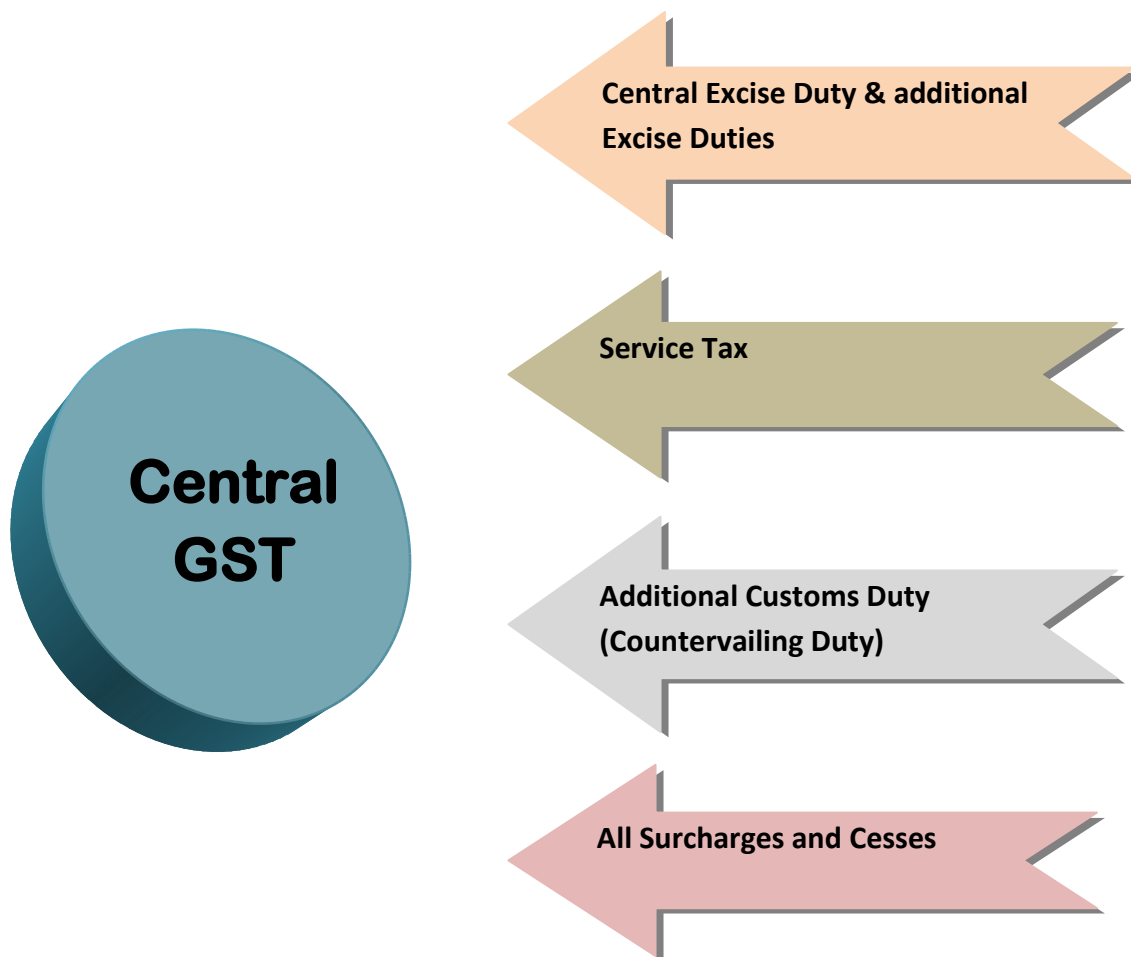 Central Excise Duty & additional
Excise Duties
Service Tax
Central
GST
Additional Customs Duty
(Countervailing Duty)
All Surcharges and Cesses